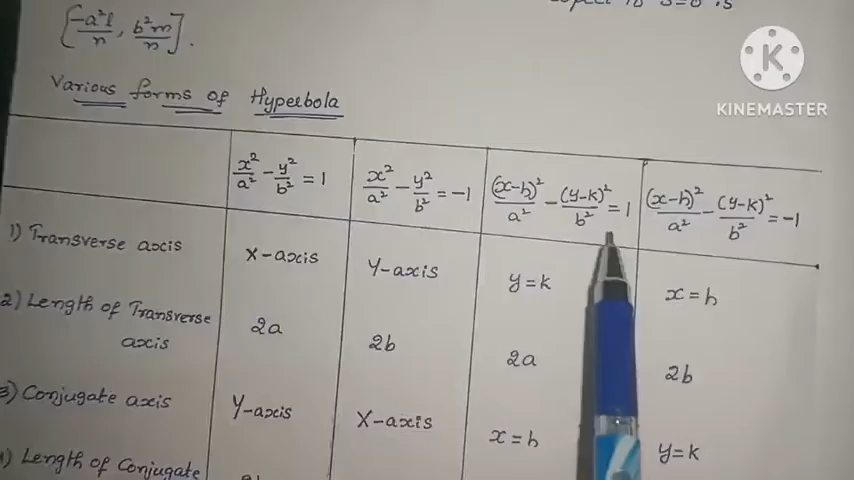 [-a²l/n, b²m/n].
KINEMASTER
Various forms of Hyperbola
x²/a² - y²/b² = 1
x²/a² - y²/b² = -1
(x-h)²/a² - (y-k)²/b² = 1
(x-h)²/a² - (y-k)²/b² = -1
1) Transverse axis
X-axis
Y-axis
y = k
x = h
2) Length of Transverse
axis
2a
2b
2a
2b
3) Conjugate axis
Y-axis
X-axis
x = h
y = k
) Length of Conjugate